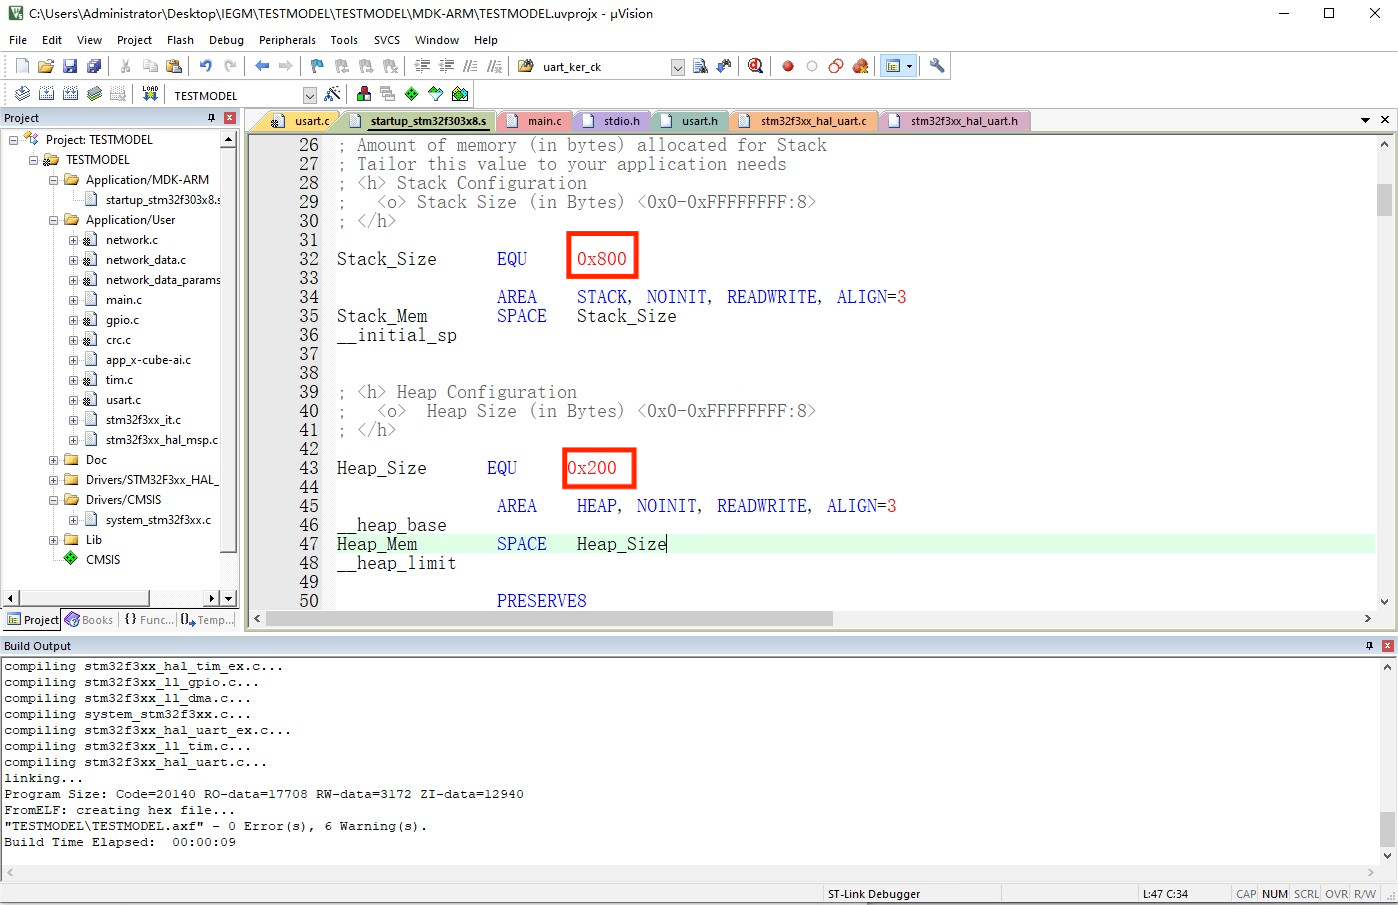 C:\Users\Administrator\Desktop\IEGM\TESTMODEL\TESTMODEL\MDK-ARM\TESTMODEL.uvprojx - µVision
File Edit View Project Flash Debug Peripherals Tools SVCS Window Help
uart_ker_ck
LOAD TESTMODEL
Project
Project: TESTMODEL
TESTMODEL
Application/MDK-ARM
startup_stm32f303x8.s
Application/User
network.c
network_data.c
network_data_params
main.c
gpio.c
crc.c
app_x-cube-ai.c
tim.c
usart.c
stm32f3xx_it.c
stm32f3xx_hal_msp.c
Doc
Drivers/STM32F3xx_HAL_
Drivers/CMSIS
system_stm32f3xx.c
Lib
CMSIS
Project Books {} Func... {} Temp...
usart.c startup_stm32f303x8.s main.c stdio.h usart.h stm32f3xx_hal_uart.c stm32f3xx_hal_uart.h
26 ; Amount of memory (in bytes) allocated for Stack
27 ; Tailor this value to your application needs
28 ; <h> Stack Configuration
29 ;   <o> Stack Size (in Bytes) <0x0-0xFFFFFFFF:8>
30 ; </h>
31
32 Stack_Size      EQU     0x800
33
34                 AREA    STACK, NOINIT, READWRITE, ALIGN=3
35 Stack_Mem       SPACE   Stack_Size
36 __initial_sp
37
38
39 ; <h> Heap Configuration
40 ;   <o>  Heap Size (in Bytes) <0x0-0xFFFFFFFF:8>
41 ; </h>
42
43 Heap_Size      EQU     0x200
44
45                 AREA    HEAP, NOINIT, READWRITE, ALIGN=3
46 __heap_base
47 Heap_Mem        SPACE   Heap_Size
48 __heap_limit
49
50                 PRESERVE8
Build Output
compiling stm32f3xx_hal_tim_ex.c...
compiling stm32f3xx_ll_gpio.c...
compiling stm32f3xx_ll_dma.c...
compiling system_stm32f3xx.c...
compiling stm32f3xx_hal_uart_ex.c...
compiling stm32f3xx_ll_tim.c...
compiling stm32f3xx_hal_uart.c...
linking...
Program Size: Code=20140 RO-data=17708 RW-data=3172 ZI-data=12940
FromELF: creating hex file...
"TESTMODEL\TESTMODEL.axf" - 0 Error(s), 6 Warning(s).
Build Time Elapsed:  00:00:09
ST-Link Debugger L:47 C:34 CAP NUM SCRL OVR R/W